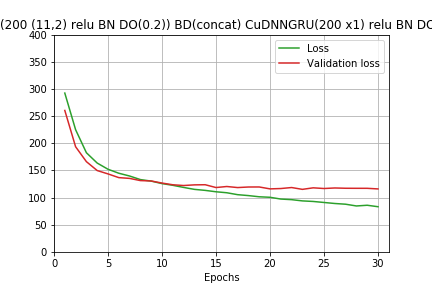 (200 (11,2) relu BN DO(0.2)) BD(concat) CuDNNGRU(200 x1) relu BN DO
400
350
300
250
200
150
100
50
0
Loss
Validation loss
0 5 10 15 20 25 30
Epochs